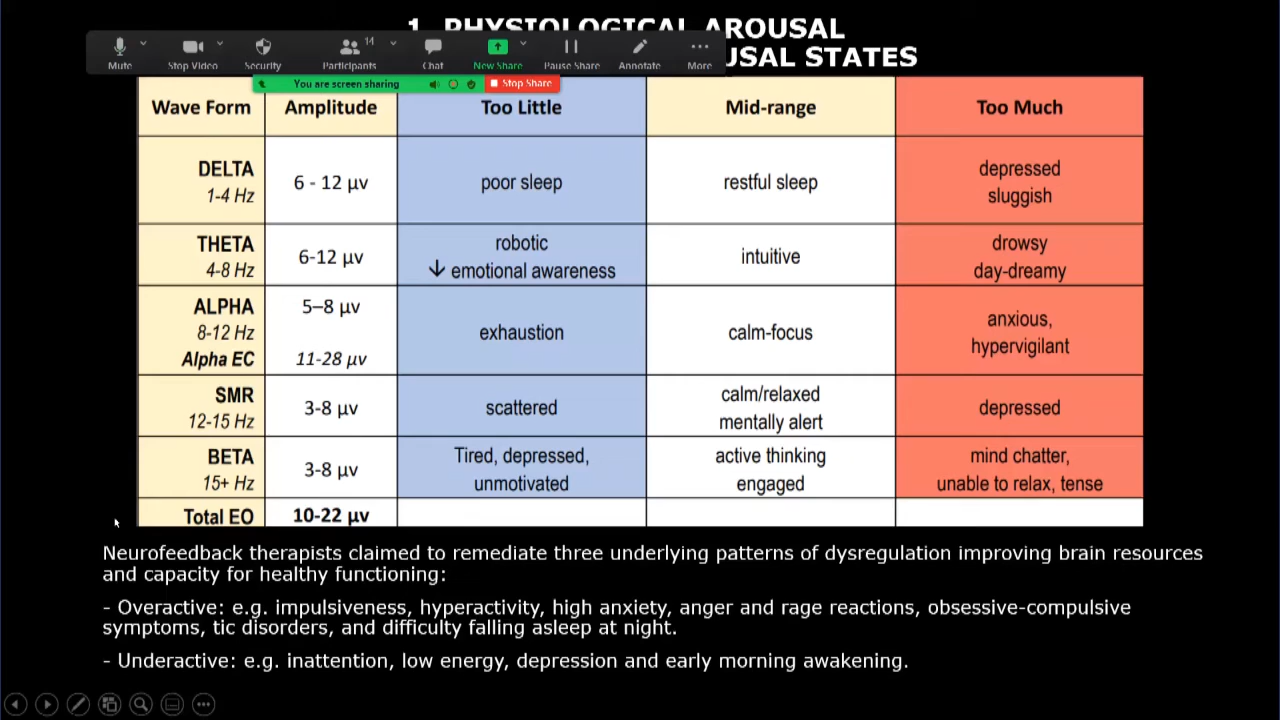 1. PHYSIOLOGICAL AROUSAL
USAL STATES
14
Mute Stop Video Security Participants Chat New Share Pause Share Annotate More
You are screen sharing Stop Share
Wave Form Amplitude Too Little Mid-range Too Much
DELTA
1-4 Hz
6 - 12 µv
poor sleep
restful sleep
depressed
sluggish
THETA
4-8 Hz
6-12 µv
robotic
↓ emotional awareness
intuitive
drowsy
day-dreamy
ALPHA
8-12 Hz
Alpha EC
5–8 µv
11-28 µv
exhaustion
calm-focus
anxious,
hypervigilant
SMR
12-15 Hz
3-8 µv
scattered
calm/relaxed
mentally alert
depressed
BETA
15+ Hz
3-8 µv
Tired, depressed,
unmotivated
active thinking
engaged
mind chatter,
unable to relax, tense
Total EO 10-22 µv
Neurofeedback therapists claimed to remediate three underlying patterns of dysregulation improving brain resources
and capacity for healthy functioning:
- Overactive: e.g. impulsiveness, hyperactivity, high anxiety, anger and rage reactions, obsessive-compulsive
symptoms, tic disorders, and difficulty falling asleep at night.
- Underactive: e.g. inattention, low energy, depression and early morning awakening.